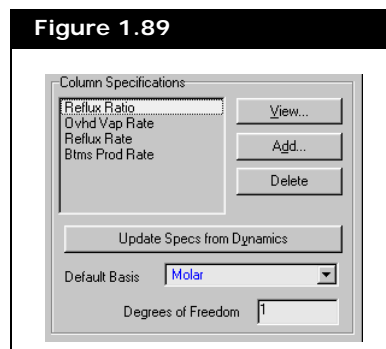 Figure 1.89
Column Specifications
Reflux Ratio
Ovhd Vap Rate
Reflux Rate
Btms Prod Rate
View...
Add...
Delete
Update Specs from Dynamics
Default Basis Molar
Degrees of Freedom 1